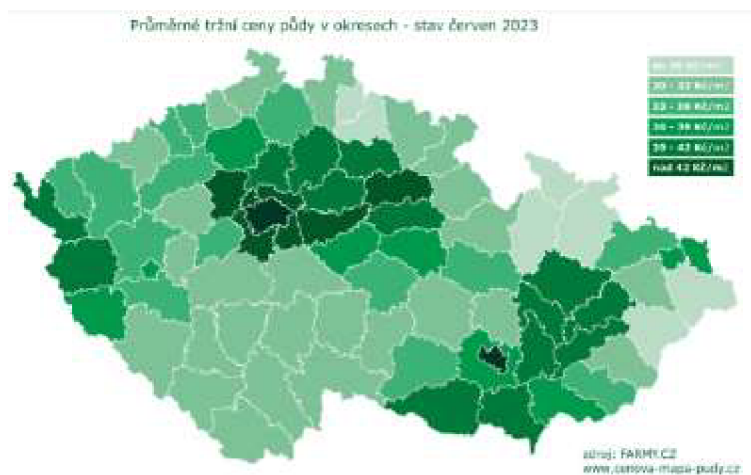 Průměrné tržní ceny půdy v okresech - stav červen 2023
30 - 33 Kč/m2
33 - 36 Kč/m2
36 - 39 Kč/m2
39 - 42 Kč/m2
nad 42 Kč/m2
zdroj: FARMY.CZ
www.cenova-mapa-pudy.cz